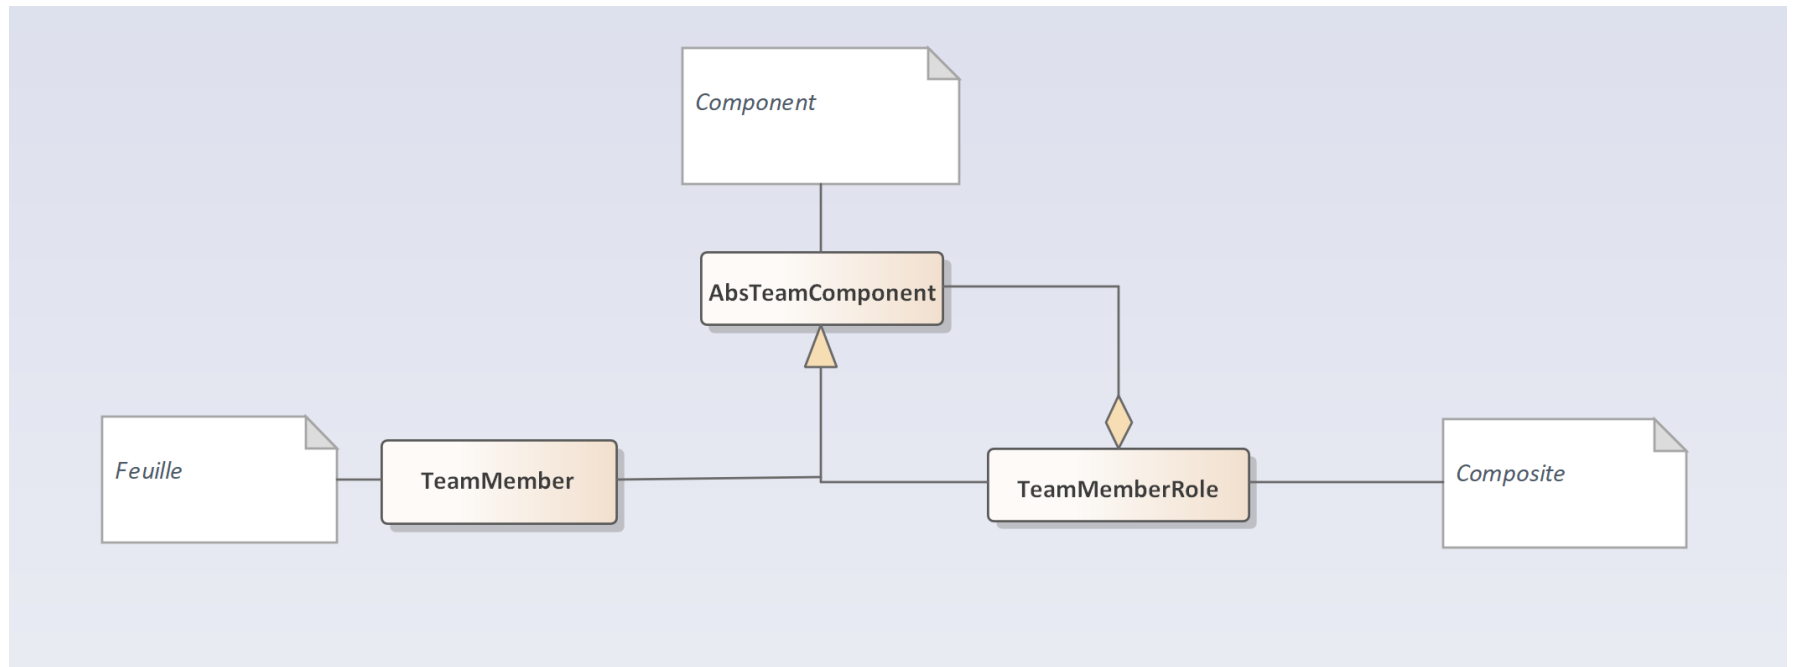 Component
AbsTeamComponent
Feuille
TeamMember
TeamMemberRole
Composite